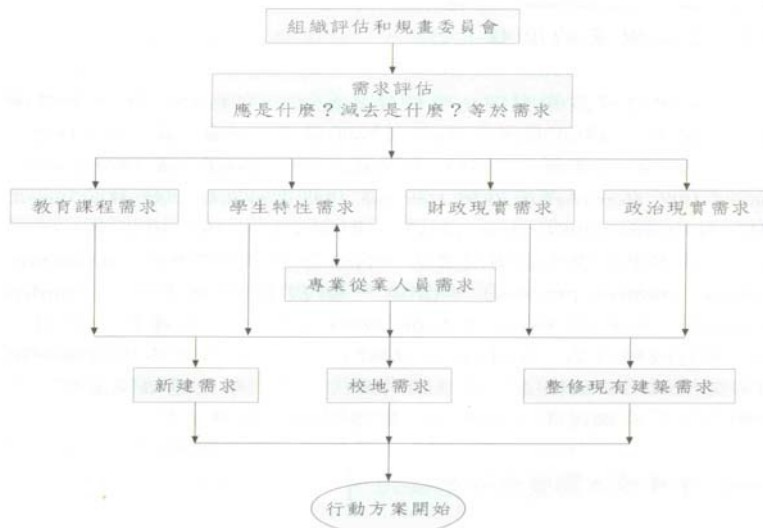 組織評估和規畫委員會
需求評估
應是什麼？減去是什麼？等於需求
教育課程需求
學生特性需求
財政現實需求
政治現實需求
專業從業人員需求
新建需求
校地需求
整修現有建築需求
行動方案開始